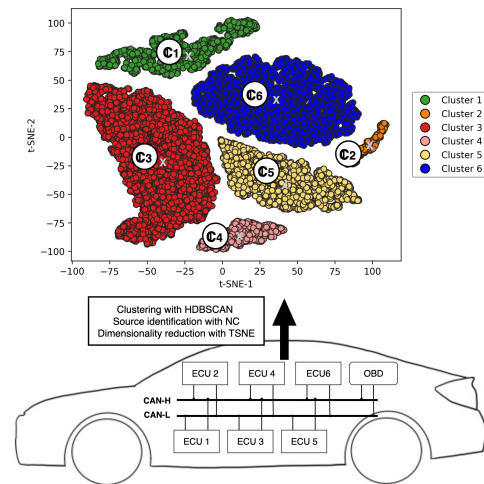 100
75
50
25
0
−25
−50
−75
−100
t-SNE-2
ℂ1
ℂ6
ℂ3
ℂ2
ℂ5
ℂ4
x
x
x
x
x
x
−100
−75
−50
−25
0
25
50
75
100
t-SNE-1
Cluster 1
Cluster 2
Cluster 3
Cluster 4
Cluster 5
Cluster 6
Clustering with HDBSCAN
Source identification with NC
Dimensionality reduction with TSNE
ECU 2
ECU 4
ECU6
OBD
CAN-H
CAN-L
ECU 1
ECU 3
ECU 5